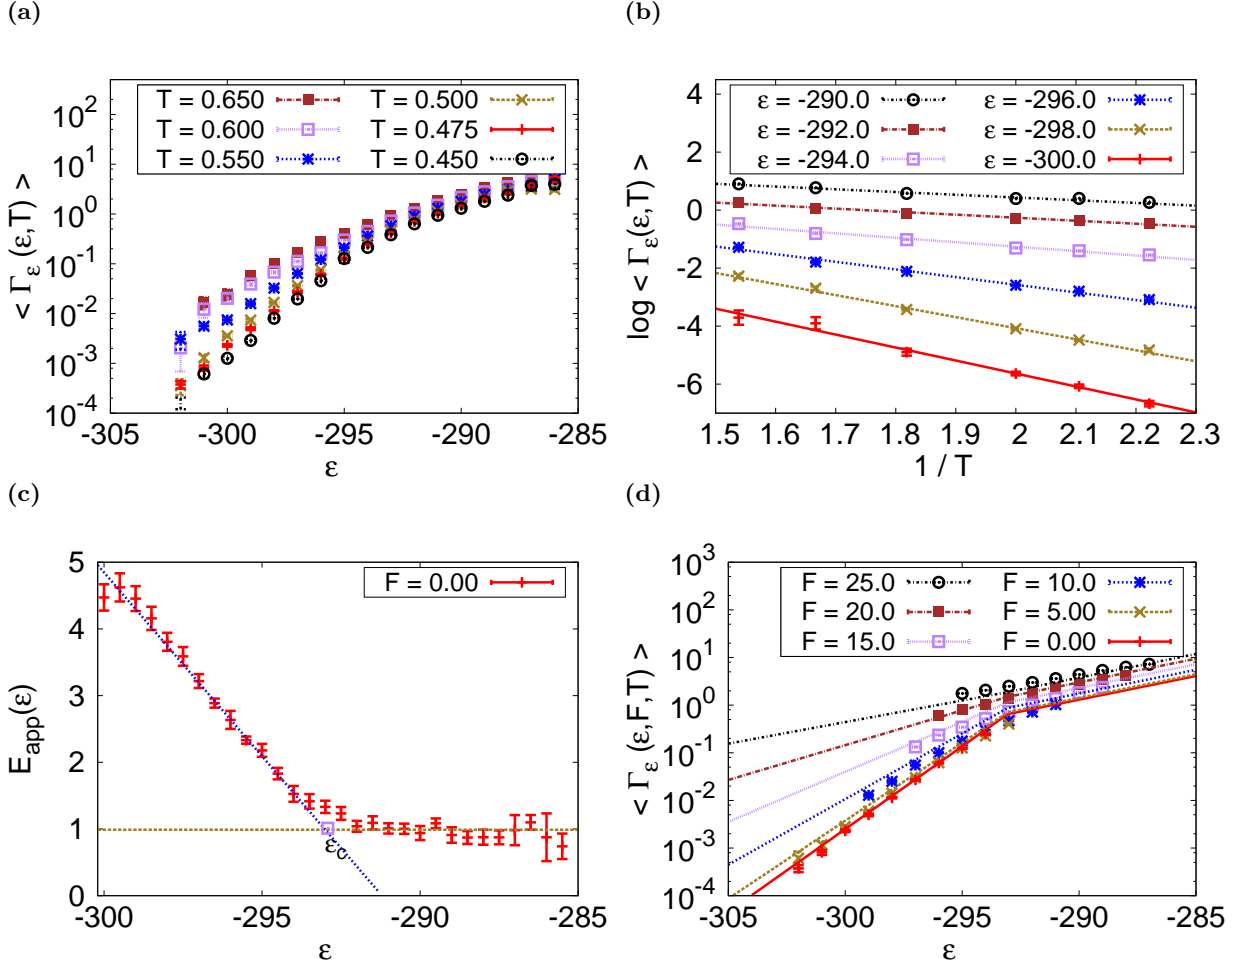 (a)
T = 0.650
T = 0.600
T = 0.550
T = 0.500
T = 0.475
T = 0.450
< Γε(ε,T) >
10^2
10^1
10^0
10^-1
10^-2
10^-3
10^-4
-305 -300 -295 -290 -285
ε
(b)
ε = -290.0
ε = -292.0
ε = -294.0
ε = -296.0
ε = -298.0
ε = -300.0
log < Γε(ε,T) >
4
2
0
-2
-4
-6
1.5 1.6 1.7 1.8 1.9 2 2.1 2.2 2.3
1 / T
(c)
F = 0.00
E_app(ε)
5
4
3
2
1
0
ε_c
-300 -295 -290 -285
ε
(d)
F = 25.0
F = 20.0
F = 15.0
F = 10.0
F = 5.00
F = 0.00
< Γε(ε,F,T) >
10^3
10^2
10^1
10^0
10^-1
10^-2
10^-3
10^-4
-305 -300 -295 -290 -285
ε